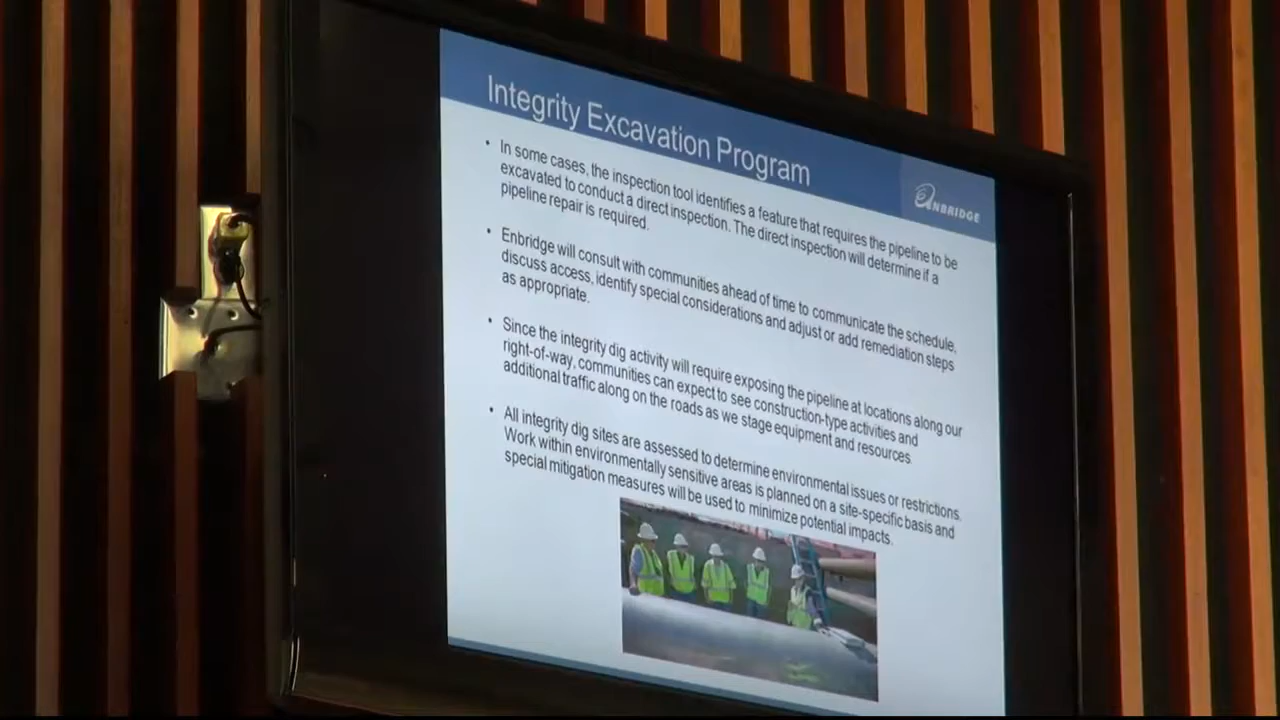 Integrity Excavation Program
ENBRIDGE
• In some cases, the inspection tool identifies a feature that requires the pipeline to be
excavated to conduct a direct inspection. The direct inspection will determine if a
pipeline repair is required.
• Enbridge will consult with communities ahead of time to communicate the schedule,
discuss access, identify special considerations and adjust or add remediation steps
as appropriate.
• Since the integrity dig activity will require exposing the pipeline at locations along our
right-of-way, communities can expect to see construction-type activities and
additional traffic along on the roads as we stage equipment and resources.
• All integrity dig sites are assessed to determine environmental issues or restrictions.
Work within environmentally sensitive areas is planned on a site-specific basis and
special mitigation measures will be used to minimize potential impacts.